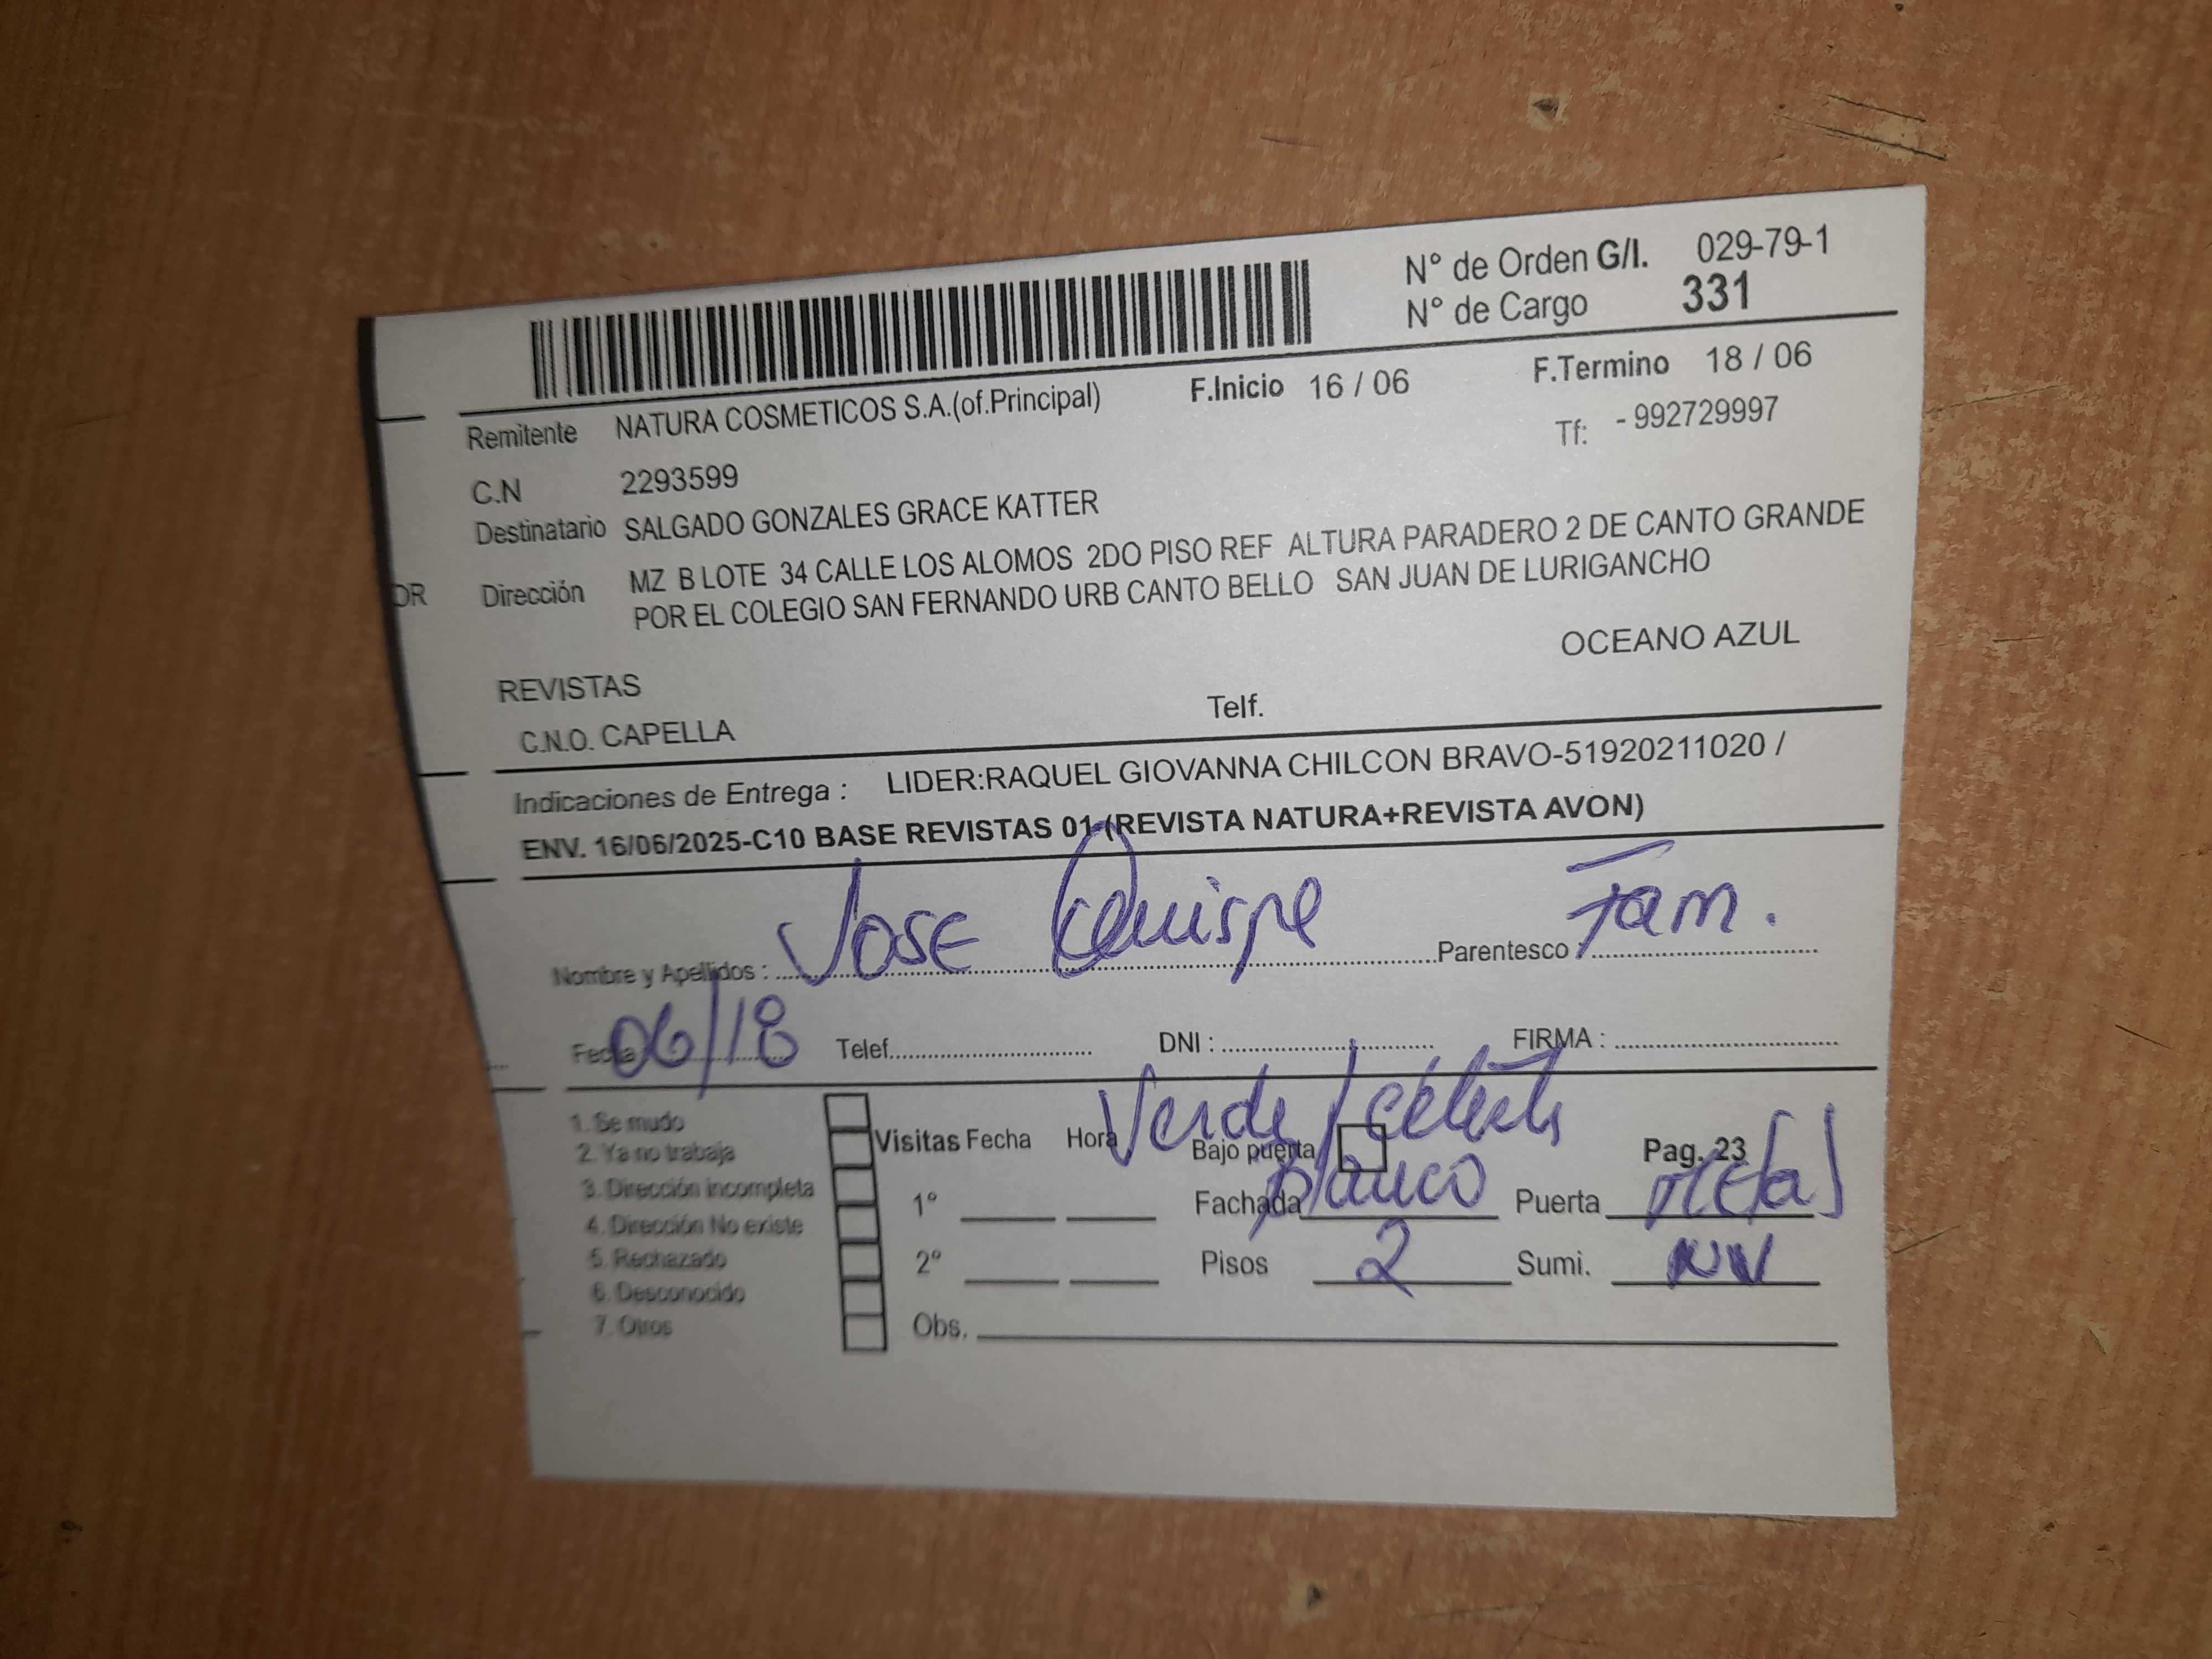 N° de Orden G/I. 029-79-1
N° de Cargo 331
F.Inicio 16 / 06 F.Termino 18 / 06
Remitente NATURA COSMETICOS S.A.(of.Principal) Tf: - 992729997
C.N 2293599
Destinatario SALGADO GONZALES GRACE KATTER
DR Dirección MZ B LOTE 34 CALLE LOS ALOMOS 2DO PISO REF ALTURA PARADERO 2 DE CANTO GRANDE
POR EL COLEGIO SAN FERNANDO URB CANTO BELLO SAN JUAN DE LURIGANCHO
OCEANO AZUL
REVISTAS
C.N.O. CAPELLA Telf.
Indicaciones de Entrega : LIDER:RAQUEL GIOVANNA CHILCON BRAVO-51920211020 /
ENV. 16/06/2025-C10 BASE REVISTAS 01-(REVISTA NATURA+REVISTA AVON)
Nombre y Apellidos : Jose Quispe Parentesco : Fam.
Fecha 06/18 Telef. DNI : FIRMA :
Verde / celeste
1. Se mudo
2. Ya no trabaja
3. Dirección incompleta
4. Dirección No existe
5. Rechazado
6. Desconocido
7. Otros
Visitas Fecha Hora Bajo puerta Pag. 23
1° Fachada blanco Puerta
2° Pisos 2 Sumi. NV
Obs.